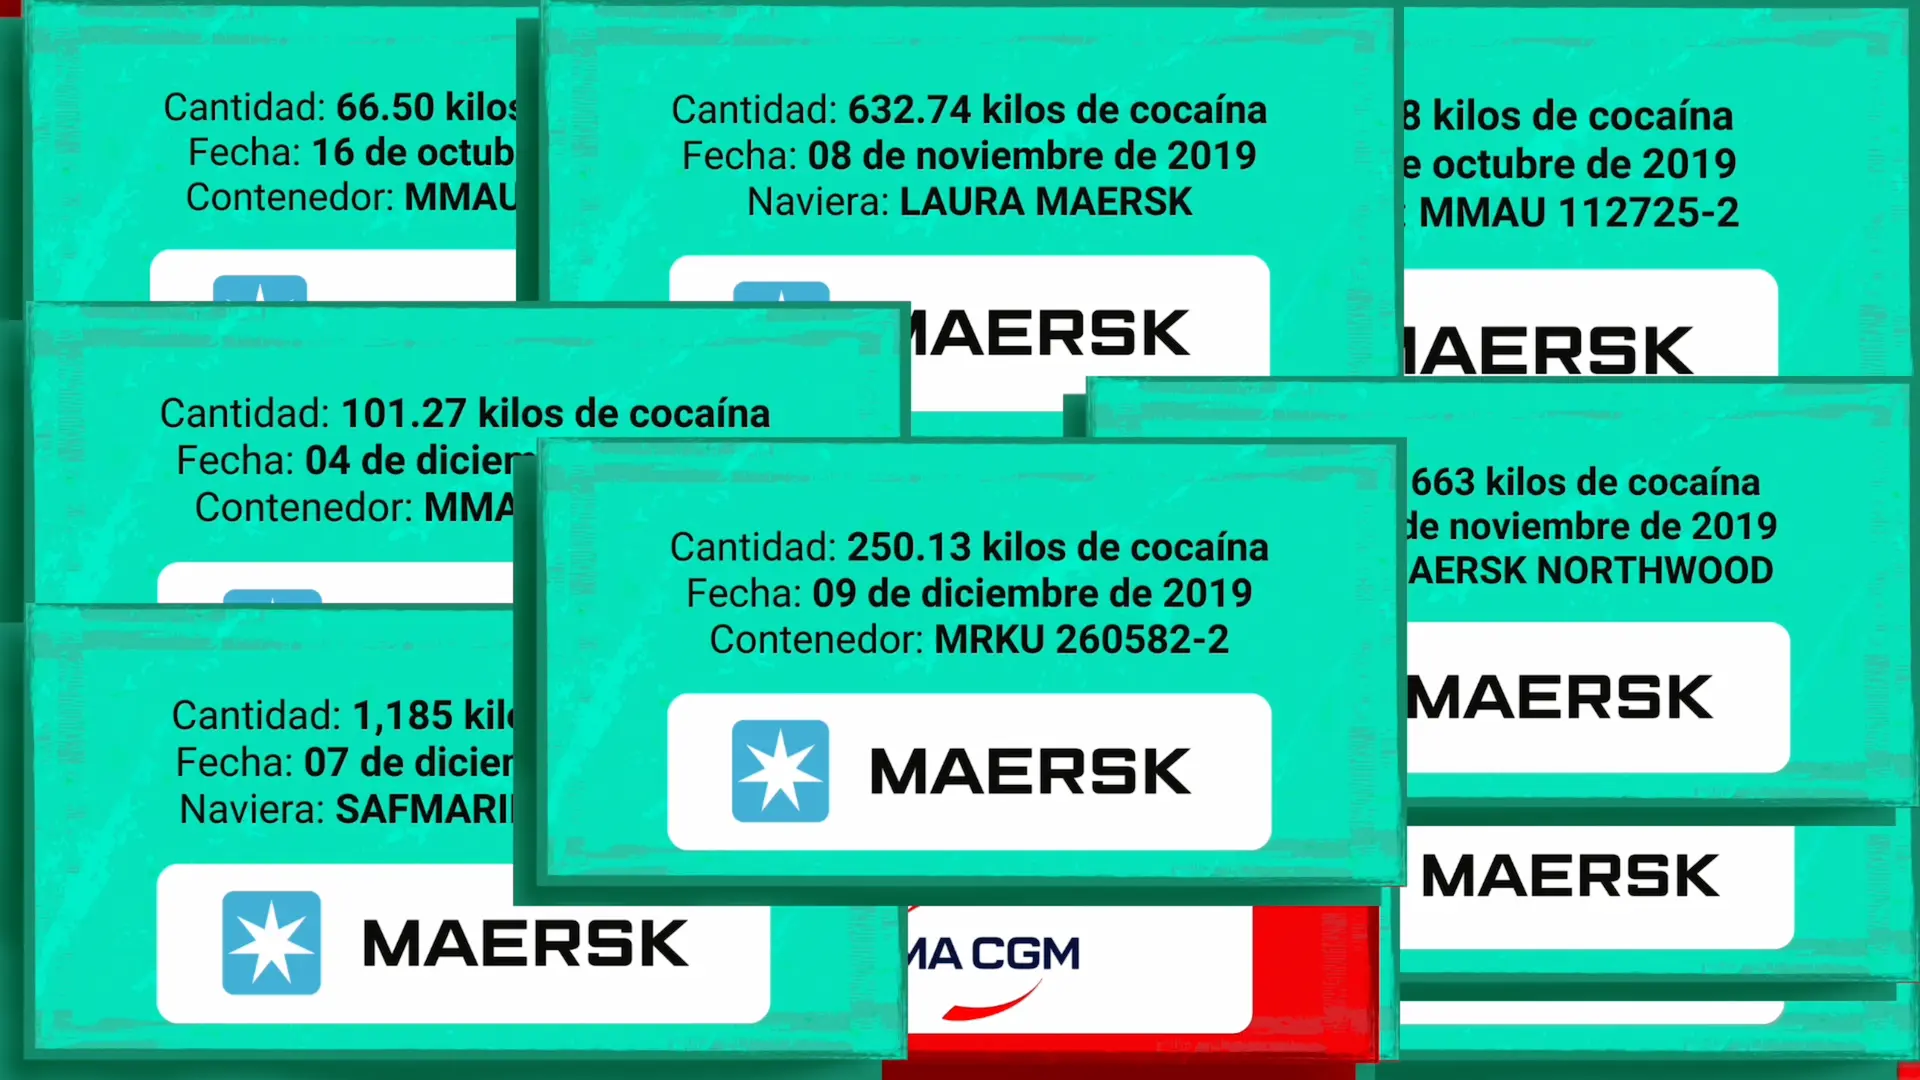 Cantidad: 66.50 kilos
Fecha: 16 de octub
Contenedor: MMAU
Cantidad: 632.74 kilos de cocaína
Fecha: 08 de noviembre de 2019
Naviera: LAURA MAERSK
MAERSK
8 kilos de cocaína
e octubre de 2019
: MMAU 112725-2
MAERSK
Cantidad: 101.27 kilos de cocaína
Fecha: 04 de diciem
Contenedor: MMA
Cantidad: 250.13 kilos de cocaína
Fecha: 09 de diciembre de 2019
Contenedor: MRKU 260582-2
MAERSK
663 kilos de cocaína
de noviembre de 2019
AERSK NORTHWOOD
MAERSK
Cantidad: 1,185 kilo
Fecha: 07 de dicie
Naviera: SAFMARI
MAERSK
MA CGM
MAERSK